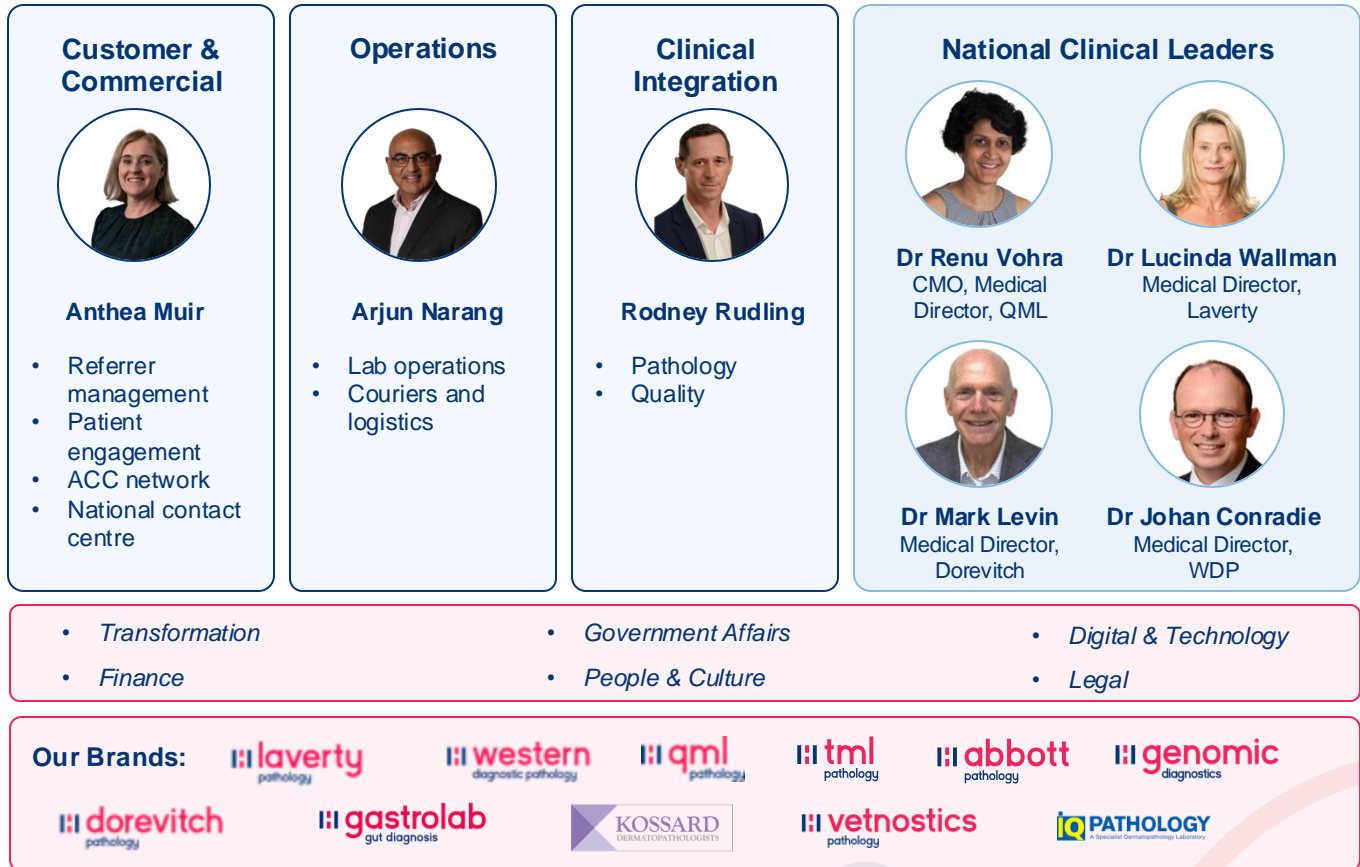 Customer &
Commercial
Anthea Muir
• Referrer
management
• Patient
engagement
• ACC network
• National contact
centre
Operations
Arjun Narang
• Lab operations
• Couriers and
logistics
Clinical
Integration
Rodney Rudling
• Pathology
• Quality
National Clinical Leaders
Dr Renu Vohra
CMO, Medical
Director, QML
Dr Lucinda Wallman
Medical Director,
Laverty
Dr Mark Levin
Medical Director,
Dorevitch
Dr Johan Conradie
Medical Director,
WDP
• Transformation
• Government Affairs
• Digital & Technology
• Finance
• People & Culture
• Legal
Our Brands:
laverty
pathology
western
diagnostic pathology
qml
pathology
tml
pathology
abbott
pathology
genomic
diagnostics
dorevitch
pathology
gastrolab
gut diagnosis
KOSSARD
DERMATOPATHOLOGISTS
vetnostics
pathology
iQ PATHOLOGY
A Specialist Dermatopathology Laboratory